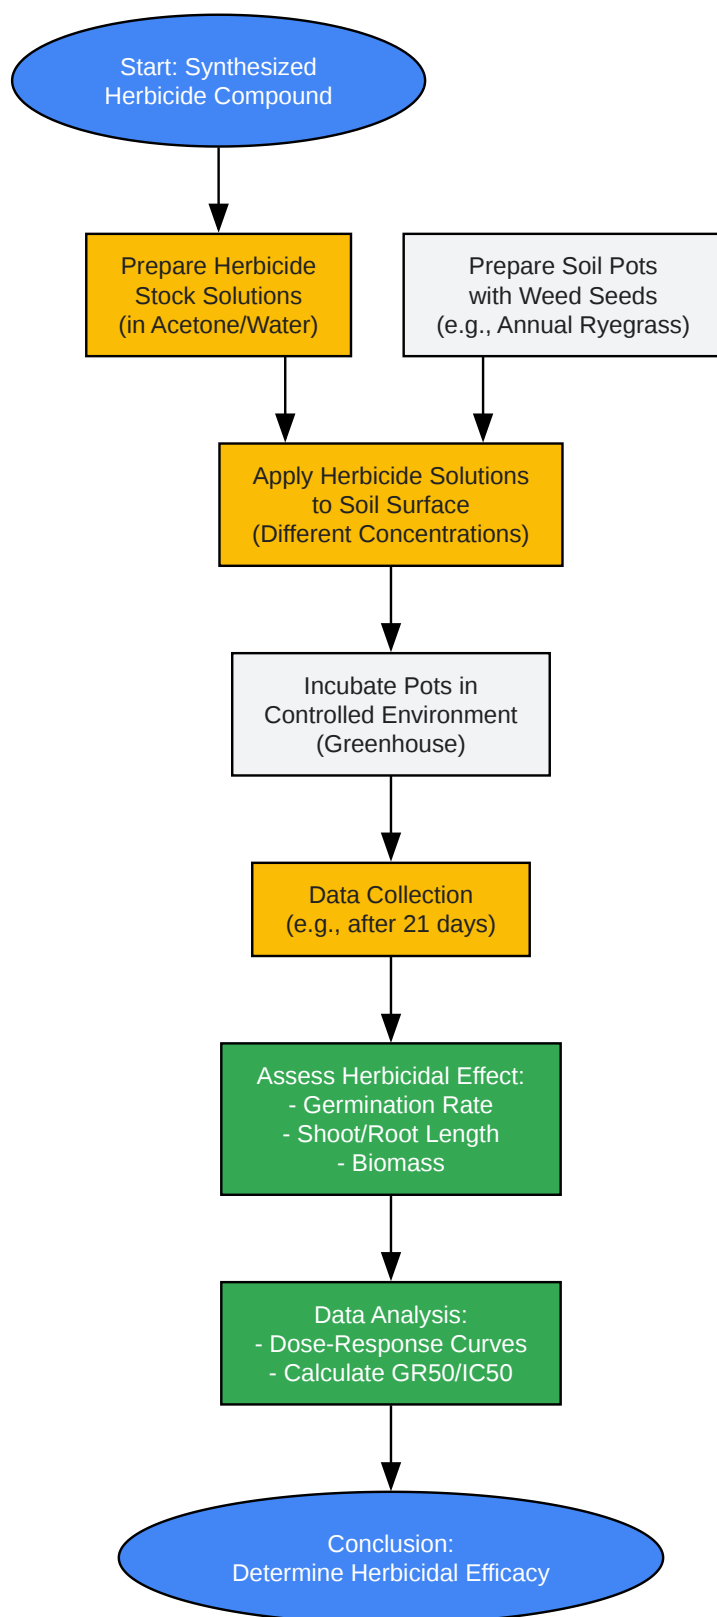 Start: Synthesized
Herbicide Compound
Prepare Herbicide
Stock Solutions
(in Acetone/Water)
Prepare Soil Pots
with Weed Seeds
(e.g., Annual Ryegrass)
Apply Herbicide Solutions
to Soil Surface
(Different Concentrations)
Incubate Pots in
Controlled Environment
(Greenhouse)
Data Collection
(e.g., after 21 days)
Assess Herbicidal Effect:
- Germination Rate
- Shoot/Root Length
- Biomass
Data Analysis:
- Dose-Response Curves
- Calculate GR50/IC50
Conclusion:
Determine Herbicidal Efficacy